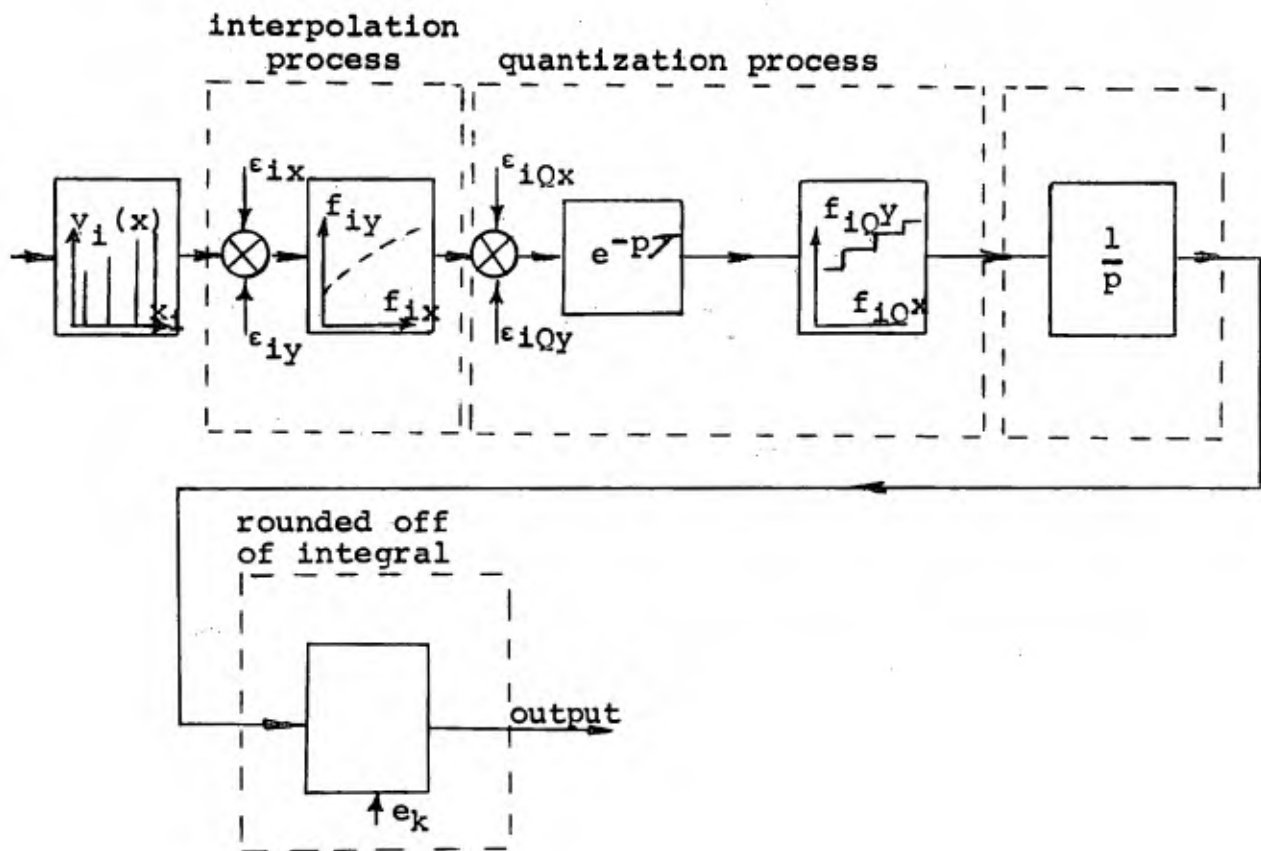 interpolation
process
quantization process
y_i(x)
x_i
ε_ix
ε_iy
f_iy
f_ix
ε_iQx
ε_iQy
e^-pτ
f_iQy
f_iQx
1/p
rounded off
of integral
e_k
output